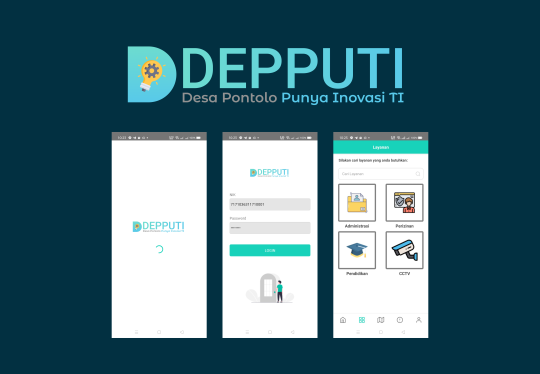 DEPPUTI
Desa Pontolo Punya Inovasi TI
DEPPUTI
DEPPUTI
NIK
Password
LOGIN
Layanan
Silakan cari layanan yang anda butuhkan:
Cari Layanan
Administrasi
Perizinan
Pendidikan
CCTV